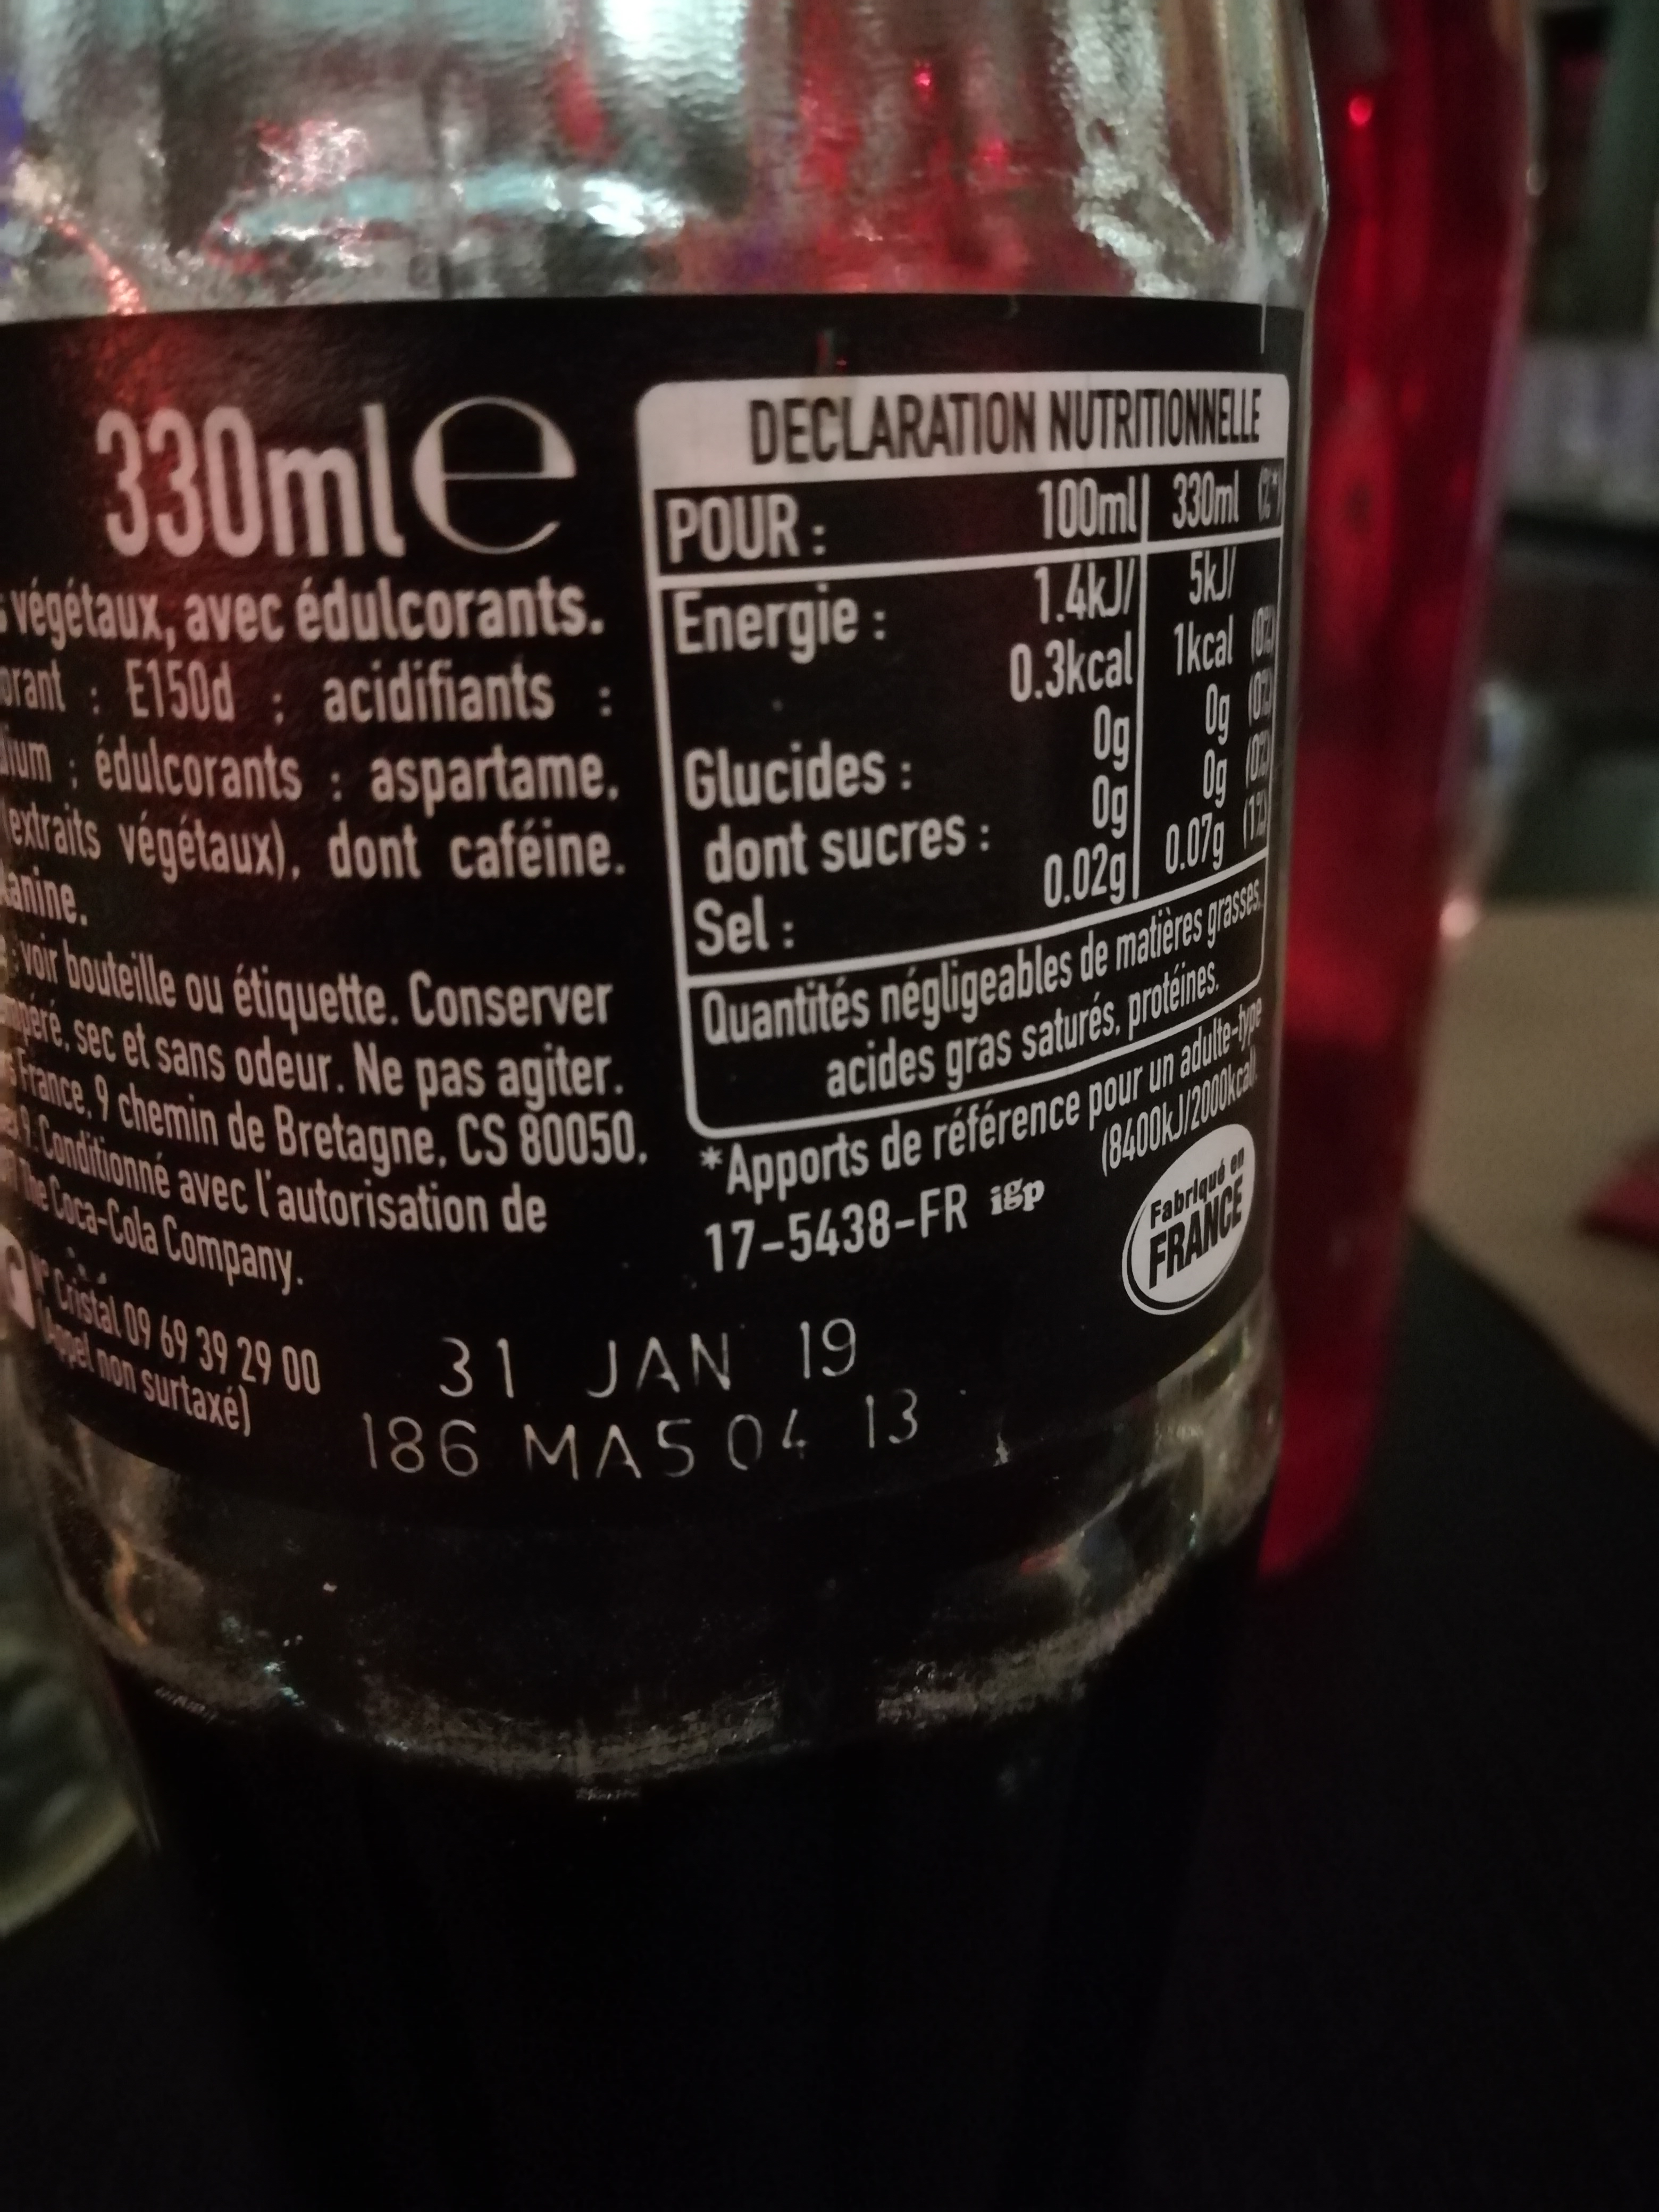 330ml e
végétaux, avec édulcorants.
: E150d ; acidifiants :
; édulcorants : aspartame,
extraits végétaux), dont caféine.
voir bouteille ou étiquette. Conserver
sec et sans odeur. Ne pas agiter.
France, 9 chemin de Bretagne, CS 80050,
9. Conditionné avec l'autorisation de
The Coca-Cola Company.
N° Cristal 09 69 39 29 00
(Appel non surtaxé)
DECLARATION NUTRITIONNELLE
POUR : 100ml 330ml (%*)
Energie : 1.4kJ/ 5kJ/
0.3kcal 1kcal (0%)
Glucides : 0g 0g (0%)
dont sucres : 0g 0g (0%)
Sel : 0.02g 0.07g (1%)
Quantités négligeables de matières grasses,
acides gras saturés, protéines.
*Apports de référence pour un adulte-type
(8400kJ/2000kcal).
17-5438-FR igp
Fabriqué en
FRANCE
31 JAN 19
186 MA5 04 13